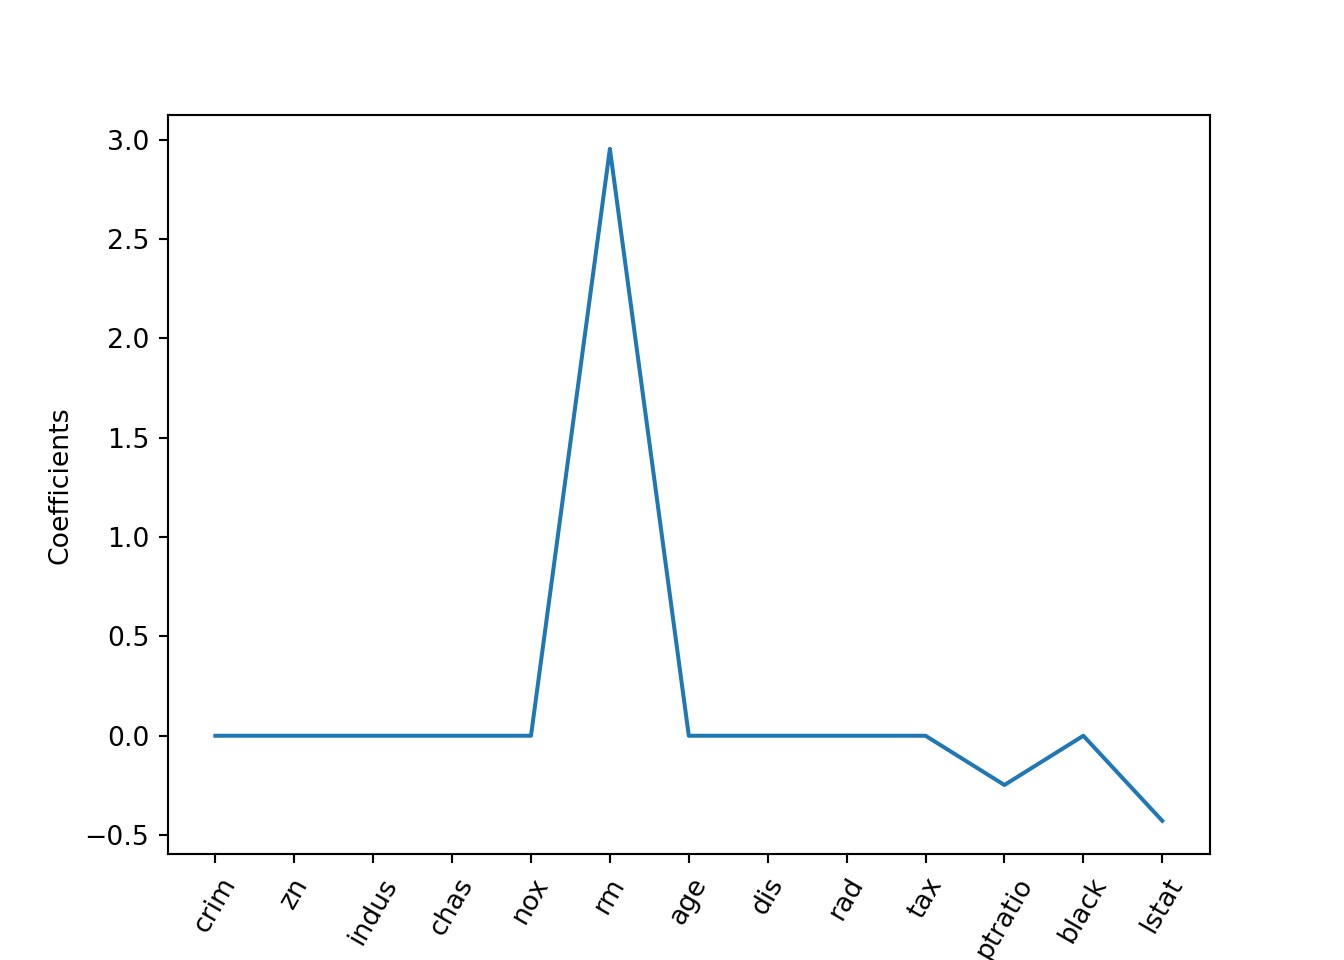 3.0
2.5
2.0
1.5
1.0
0.5
0.0
−0.5
Coefficients
crim
zn
indus
chas
nox
rm
age
dis
rad
tax
ptratio
black
lstat